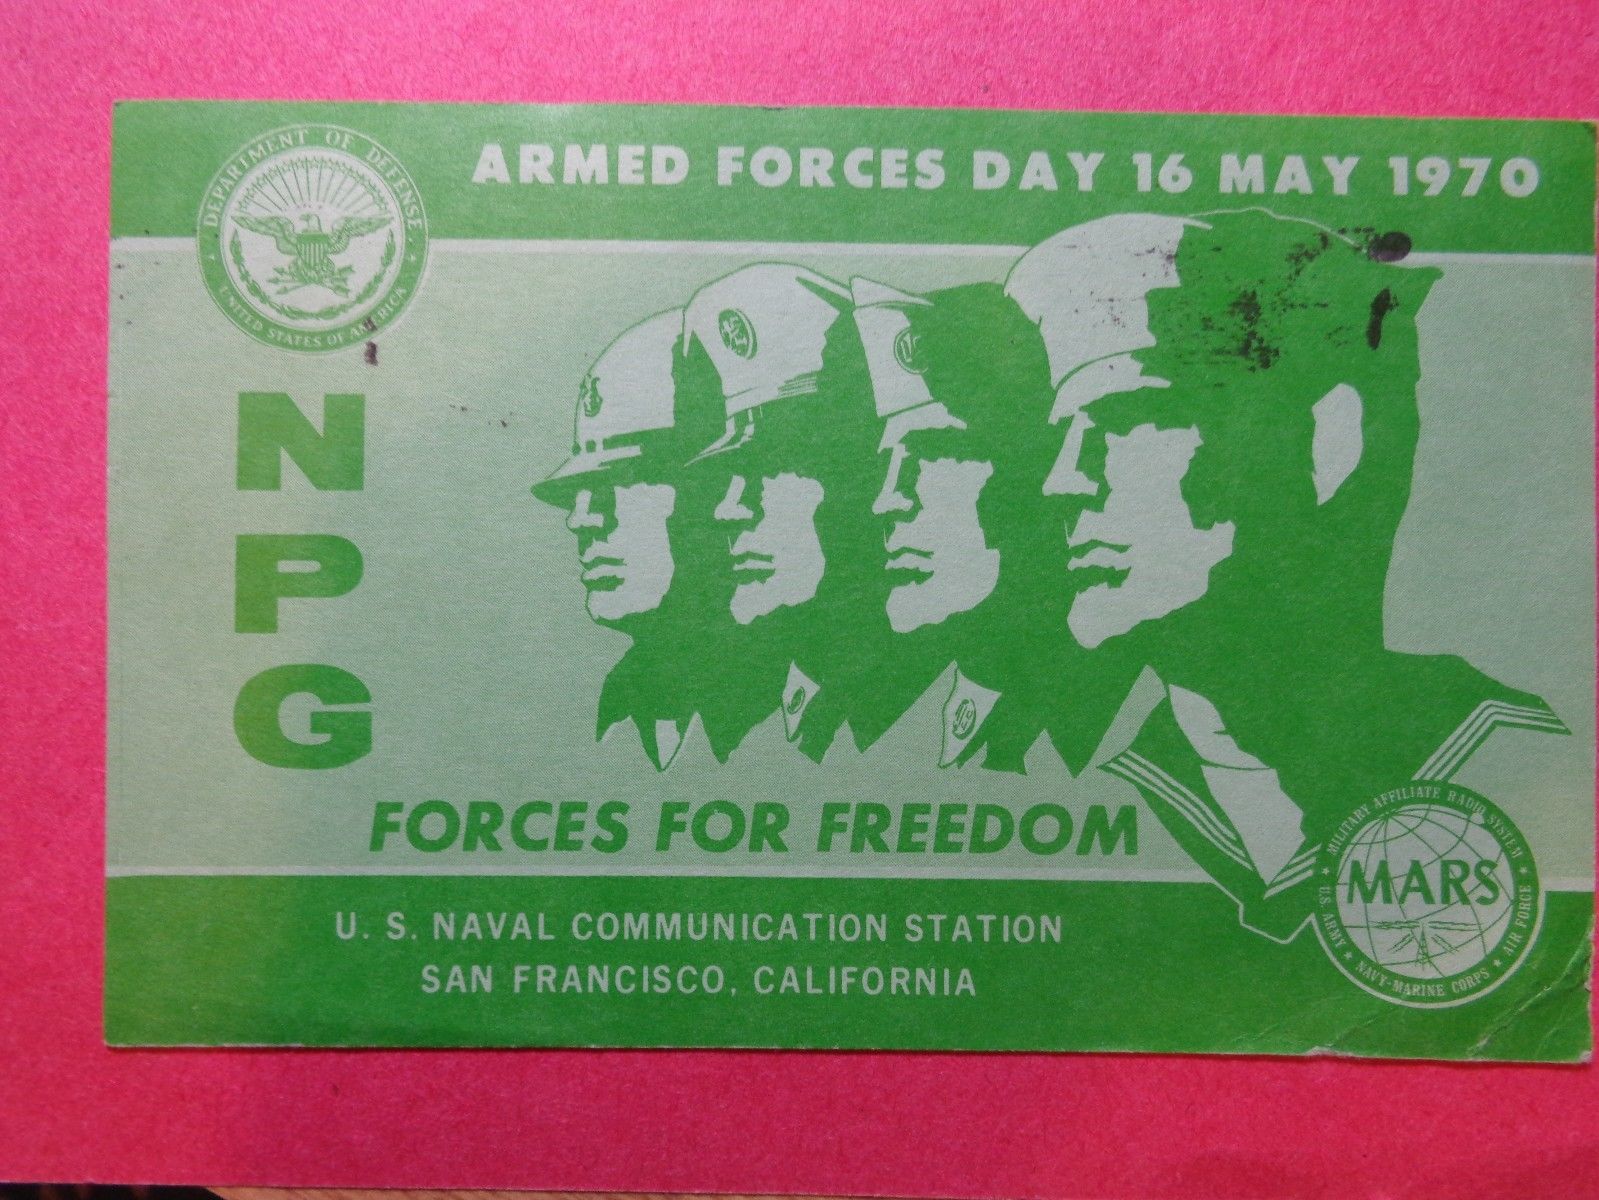 ARMED FORCES DAY 16 MAY 1970
DEPARTMENT OF DEFENSE
UNITED STATES OF AMERICA
N
P
G
FORCES FOR FREEDOM
U. S. NAVAL COMMUNICATION STATION
SAN FRANCISCO, CALIFORNIA
MILITARY AFFILIATE RADIO SYSTEM
MARS
U.S. ARMY ★ NAVY-MARINE CORPS ★ AIR FORCE